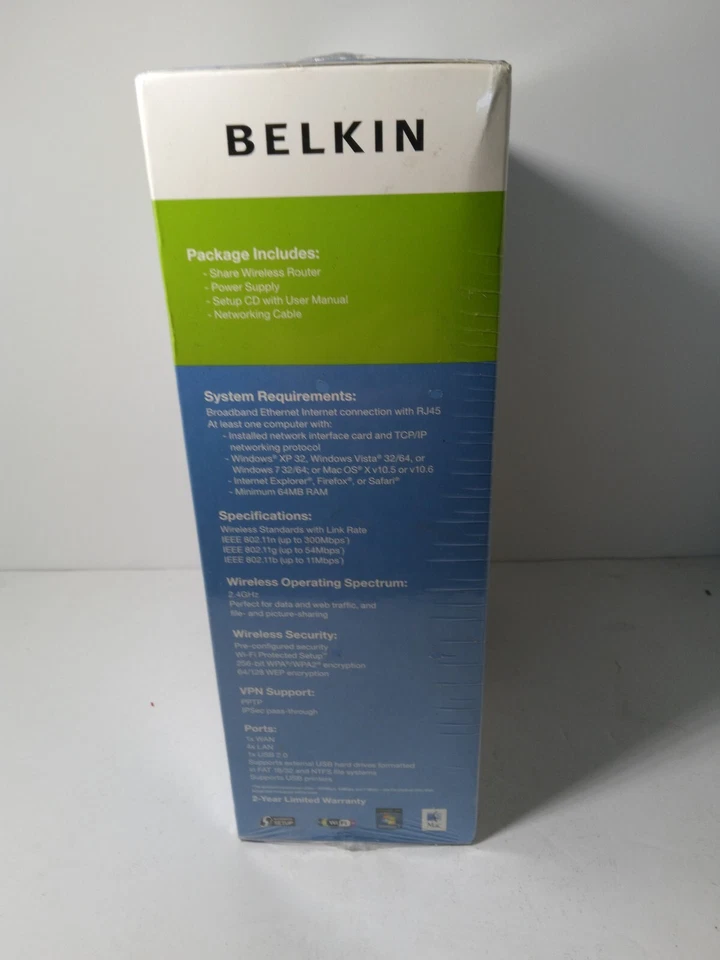 BELKIN
Package Includes:
- Share Wireless Router
- Power Supply
- Setup CD with User Manual
- Networking Cable
System Requirements:
Broadband Ethernet Internet connection with RJ45
At least one computer with:
- Installed network interface card and TCP/IP
networking protocol
- Windows® XP 32, Windows Vista® 32/64, or
Windows 7 32/64; or Mac OS® X v10.5 or v10.6
- Internet Explorer®, Firefox®, or Safari®
- Minimum 64MB RAM
Specifications:
Wireless Standards with Link Rate
IEEE 802.11n (up to 300Mbps*)
IEEE 802.11g (up to 54Mbps*)
IEEE 802.11b (up to 11Mbps*)
Wireless Operating Spectrum:
2.4GHz
Perfect for data and web traffic, and
file- and picture-sharing
Wireless Security:
Pre-configured security
Wi-Fi Protected Setup™
256-bit WPA®/WPA2® encryption
64/128 WEP encryption
VPN Support:
PPTP
IPSec pass-through
Ports:
1x WAN
4x LAN
1x USB 2.0
Supports external USB hard drives formatted
in FAT 16/32 and NTFS file systems
Supports USB printers
2-Year Limited Warranty
Wi Fi
Mac